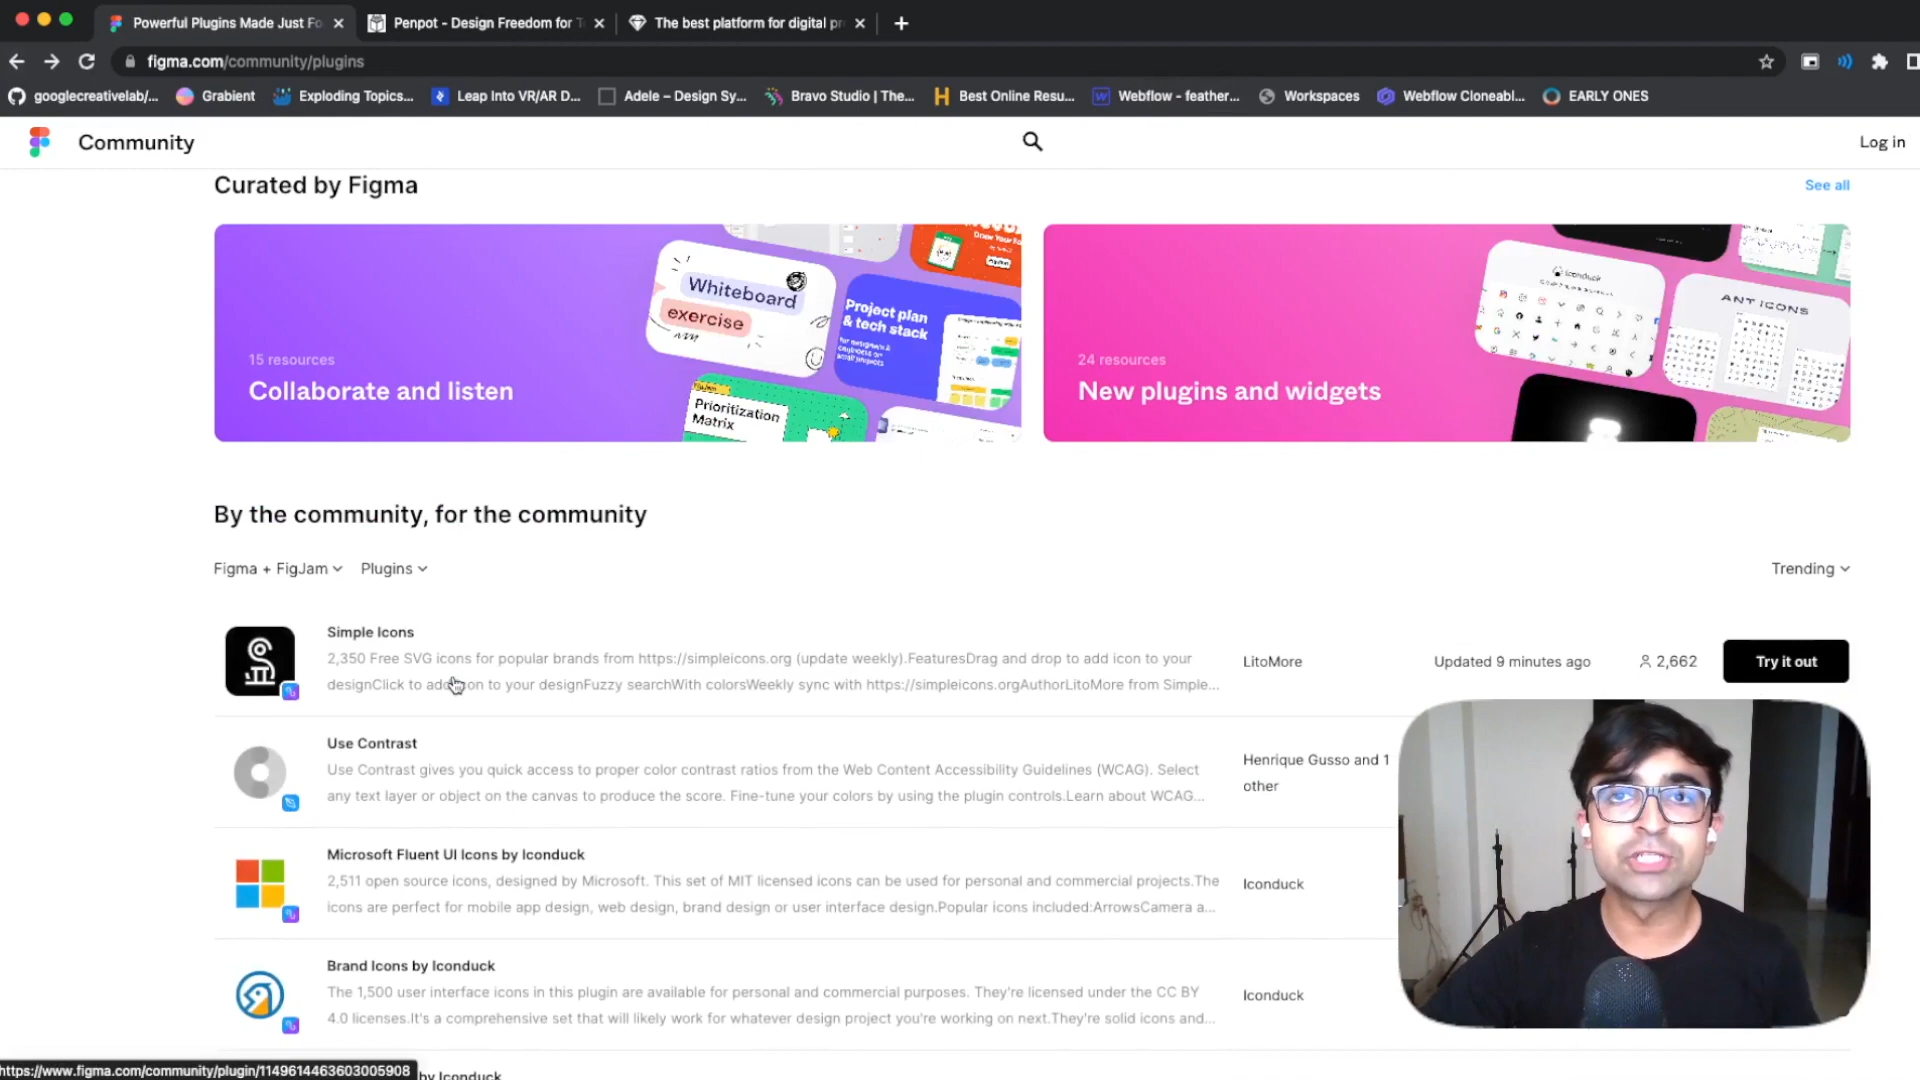 Powerful Plugins Made Just Fo
Penpot - Design Freedom for T
The best platform for digital pr
figma.com/community/plugins
googlecreativelab/...
Grabient
Exploding Topics...
Leap Into VR/AR D...
Adele – Design Sy...
Bravo Studio | The...
Best Online Resu...
Webflow - feather...
Workspaces
Webflow Cloneabl...
EARLY ONES
Community
Log in
Curated by Figma
See all
Whiteboard
exercise
Project plan
& tech stack
Prioritization
Matrix
15 resources
Collaborate and listen
Iconduck
ANT ICONS
24 resources
New plugins and widgets
By the community, for the community
Figma + FigJam
Plugins
Trending
Simple Icons
2,350 Free SVG icons for popular brands from https://simpleicons.org (update weekly).FeaturesDrag and drop to add icon to your
designClick to add on to your designFuzzy searchWith colorsWeekly sync with https://simpleicons.orgAuthorLitoMore from Simple...
LitoMore
Updated 9 minutes ago
2,662
Try it out
Use Contrast
Use Contrast gives you quick access to proper color contrast ratios from the Web Content Accessibility Guidelines (WCAG). Select
any text layer or object on the canvas to produce the score. Fine-tune your colors by using the plugin controls.Learn about WCAG...
Henrique Gusso and 1
other
Microsoft Fluent UI Icons by Iconduck
2,511 open source icons, designed by Microsoft. This set of MIT licensed icons can be used for personal and commercial projects.The
icons are perfect for mobile app design, web design, brand design or user interface design.Popular icons included:ArrowsCamera a...
Iconduck
Brand Icons by Iconduck
The 1,500 user interface icons in this plugin are available for personal and commercial purposes. They're licensed under the CC BY
4.0 licenses.It's a comprehensive set that will likely work for whatever design project you're working on next.They're solid icons and...
Iconduck
https://www.figma.com/community/plugin/1149614463603005908
by Iconduck